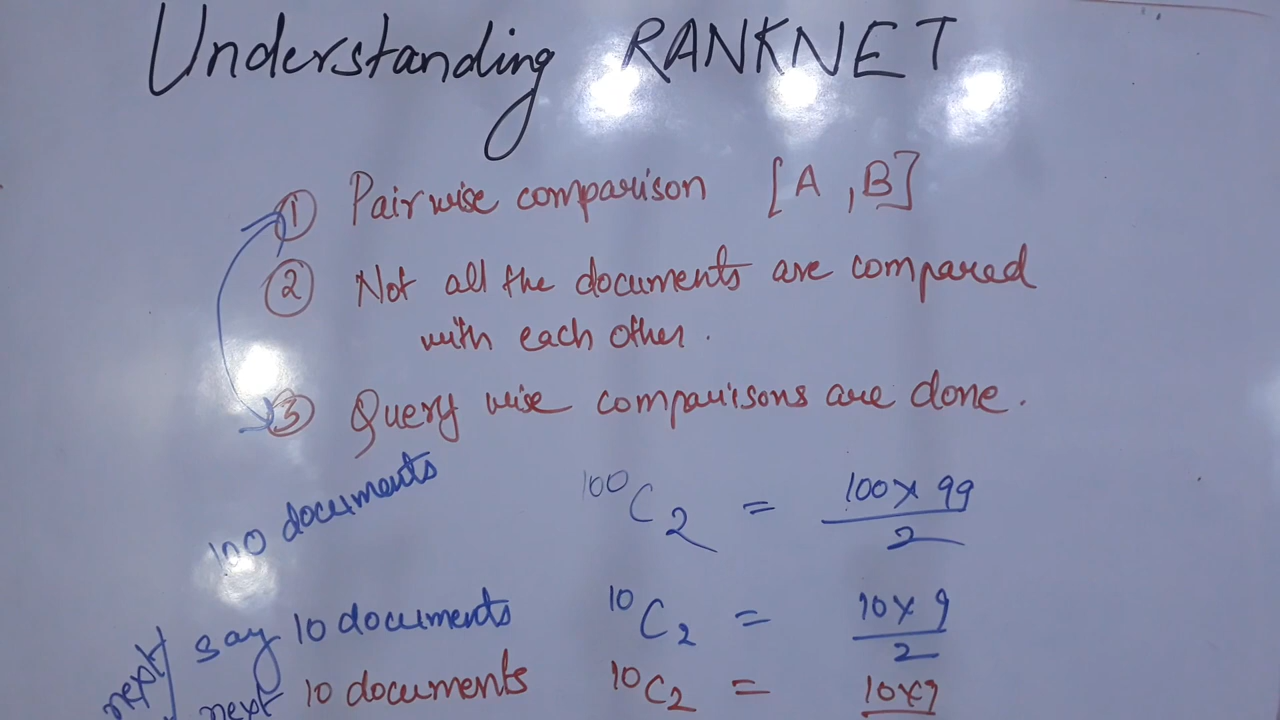 Understanding RANKNET
① Pairwise comparison [A, B]
② Not all the documents are compared
with each other.
③ Query wise comparisons are done.
100 documents ¹⁰⁰C₂ = 100 x 99 / 2
say 10 documents ¹⁰C₂ = 10 x 9 / 2
next next 10 documents ¹⁰C₂ = 10x9